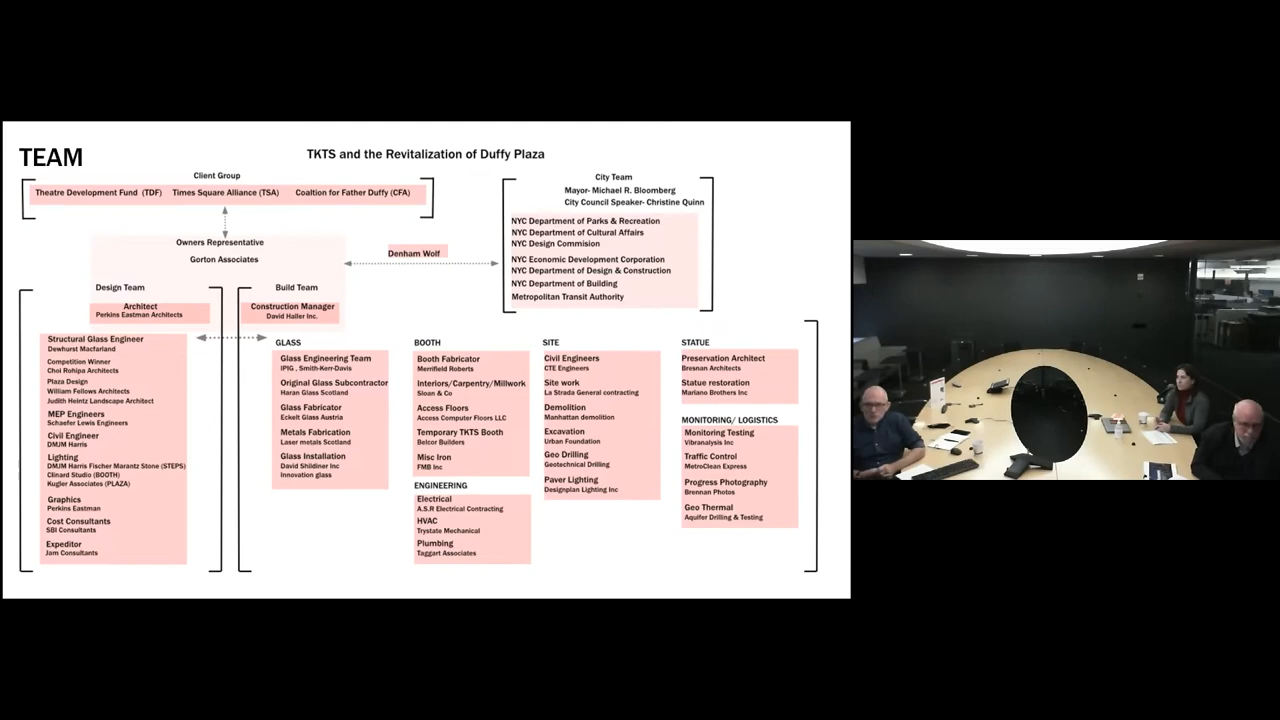 TEAM
TKTS and the Revitalization of Duffy Plaza
Client Group
Theatre Development Fund (TDF) Times Square Alliance (TSA) Coaltion for Father Duffy (CFA)
City Team
Mayor- Michael R. Bloomberg
City Council Speaker- Christine Quinn
NYC Department of Parks & Recreation
NYC Department of Cultural Affairs
NYC Design Commision
NYC Economic Development Corporation
NYC Department of Design & Construction
NYC Department of Building
Metropolitan Transit Authority
Owners Representative
Gorton Associates
Denham Wolf
Design Team
Architect
Perkins Eastman Architects
Structural Glass Engineer
Dewhurst Macfarland
Competition Winner
Choi Rohipa Architects
Plaza Design
William Fellows Architects
Judith Heintz Landscape Architect
MEP Engineers
Schaefer Lewis Engineers
Civil Engineer
DMJM Harris
Lighting
DMJM Harris Fischer Marantz Stone (STEPS)
Clinard Studio (BOOTH)
Kugler Associates (PLAZA)
Graphics
Perkins Eastman
Cost Consultants
SBI Consultants
Expeditor
Jam Consultants
Build Team
Construction Manager
David Haller Inc.
GLASS
Glass Engineering Team
IPIG , Smith-Kerr-Davis
Original Glass Subcontractor
Haran Glass Scotland
Glass Fabricator
Eckelt Glass Austria
Metals Fabrication
Laser metals Scotland
Glass Installation
David Shildiner Inc
Innovation glass
BOOTH
Booth Fabricator
Merrifield Roberts
Interiors/Carpentry/Millwork
Sloan & Co
Access Floors
Access Computer Floors LLC
Temporary TKTS Booth
Belcor Builders
Misc Iron
FMB Inc
ENGINEERING
Electrical
A.S.R Electrical Contracting
HVAC
Trystate Mechanical
Plumbing
Taggart Associates
SITE
Civil Engineers
CTE Engineers
Site work
La Strada General contracting
Demolition
Manhattan demolition
Excavation
Urban Foundation
Geo Drilling
Geotechnical Drilling
Paver Lighting
Designplan Lighting Inc
STATUE
Preservation Architect
Bresnan Architects
Statue restoration
Mariano Brothers Inc
MONITORING/ LOGISTICS
Monitoring Testing
Vibranalysis Inc
Traffic Control
MetroClean Express
Progress Photography
Brennan Photos
Geo Thermal
Aquifer Drilling & Testing